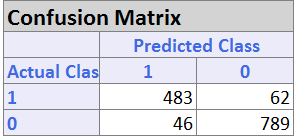 Confusion Matrix
Predicted Class
Actual Clas 1 0
1 483 62
0 46 789